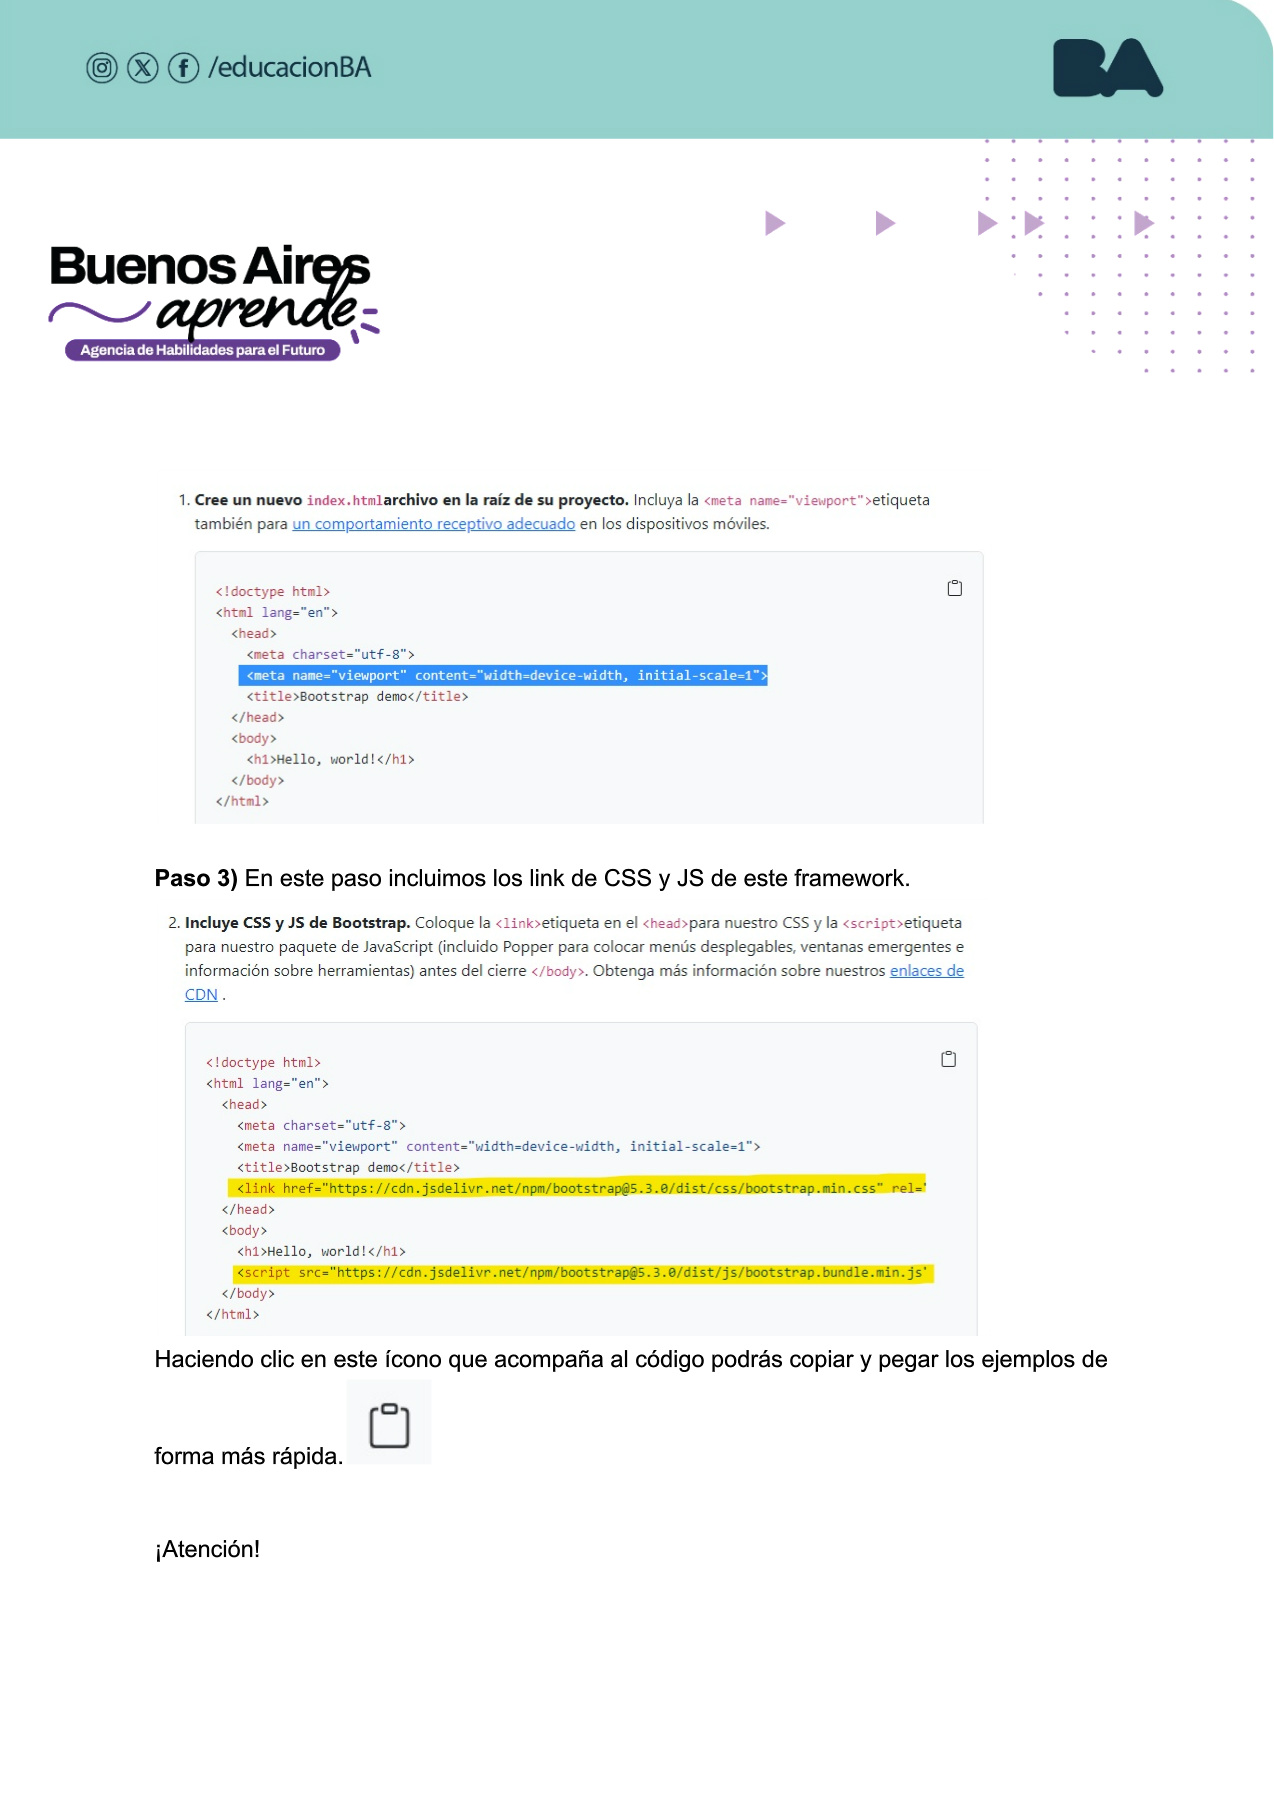 /educacionBA
BA
Buenos Aires
aprende
Agencia de Habilidades para el Futuro
1. Cree un nuevo index.htmlarchivo en la raíz de su proyecto. Incluya la <meta name="viewport">etiqueta
también para un comportamiento receptivo adecuado en los dispositivos móviles.
<!doctype html>
<html lang="en">
<head>
<meta charset="utf-8">
<meta name="viewport" content="width=device-width, initial-scale=1">
<title>Bootstrap demo</title>
</head>
<body>
<h1>Hello, world!</h1>
</body>
</html>
Paso 3) En este paso incluimos los link de CSS y JS de este framework.
2. Incluye CSS y JS de Bootstrap. Coloque la <link>etiqueta en el <head>para nuestro CSS y la <script>etiqueta
para nuestro paquete de JavaScript (incluido Popper para colocar menús desplegables, ventanas emergentes e
información sobre herramientas) antes del cierre </body>. Obtenga más información sobre nuestros enlaces de
CDN .
<!doctype html>
<html lang="en">
<head>
<meta charset="utf-8">
<meta name="viewport" content="width=device-width, initial-scale=1">
<title>Bootstrap demo</title>
<link href="https://cdn.jsdelivr.net/npm/bootstrap@5.3.0/dist/css/bootstrap.min.css" rel="
</head>
<body>
<h1>Hello, world!</h1>
<script src="https://cdn.jsdelivr.net/npm/bootstrap@5.3.0/dist/js/bootstrap.bundle.min.js"
</body>
</html>
Haciendo clic en este ícono que acompaña al código podrás copiar y pegar los ejemplos de
forma más rápida.
¡Atención!